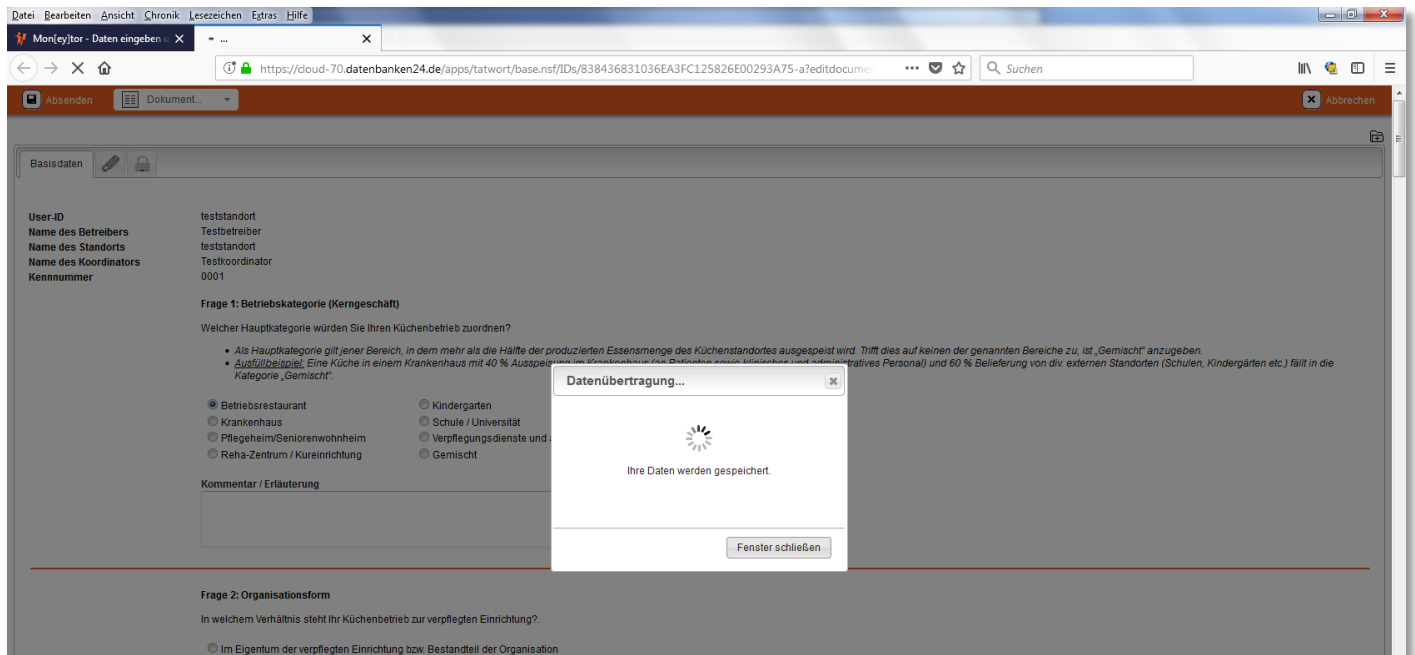 Datei Bearbeiten Ansicht Chronik Lesezeichen Extras Hilfe
Mon[ey]tor - Daten eingeben
...
https://cloud-70.datenbanken24.de/apps/tatwort/base.nsf/IDs/838436831036EA3FC125826E00293A75-a?editdocumen
Suchen
Absenden Dokument... Abbrechen
Basisdaten
User-ID teststandort
Name des Betreibers Testbetreiber
Name des Standorts teststandort
Name des Koordinators Testkoordinator
Kennnummer 0001
Frage 1: Betriebskategorie (Kerngeschäft)
Welcher Hauptkategorie würden Sie Ihren Küchenbetrieb zuordnen?
• Als Hauptkategorie gilt jener Bereich, in dem mehr als die Hälfte der produzierten Essensmenge des Küchenstandortes ausgespeist wird. Trifft dies auf keinen der genannten Bereiche zu, ist „Gemischt" anzugeben.
• Ausfüllbeispiel: Eine Küche in einem Krankenhaus mit 40 % Ausspeisung im Krankenhaus (an Patienten sowie klinisches und administratives Personal) und 60 % Belieferung von div. externen Standorten (Schulen, Kindergärten etc.) fällt in die
Kategorie „Gemischt".
Betriebsrestaurant Kindergarten
Krankenhaus Schule / Universität
Pflegeheim/Seniorenwohnheim Verpflegungsdienste und
Reha-Zentrum / Kureinrichtung Gemischt
Kommentar / Erläuterung
Datenübertragung...
Ihre Daten werden gespeichert.
Fenster schließen
Frage 2: Organisationsform
In welchem Verhältnis steht Ihr Küchenbetrieb zur verpflegten Einrichtung?.
Im Eigentum der verpflegten Einrichtung bzw. Bestandteil der Organisation